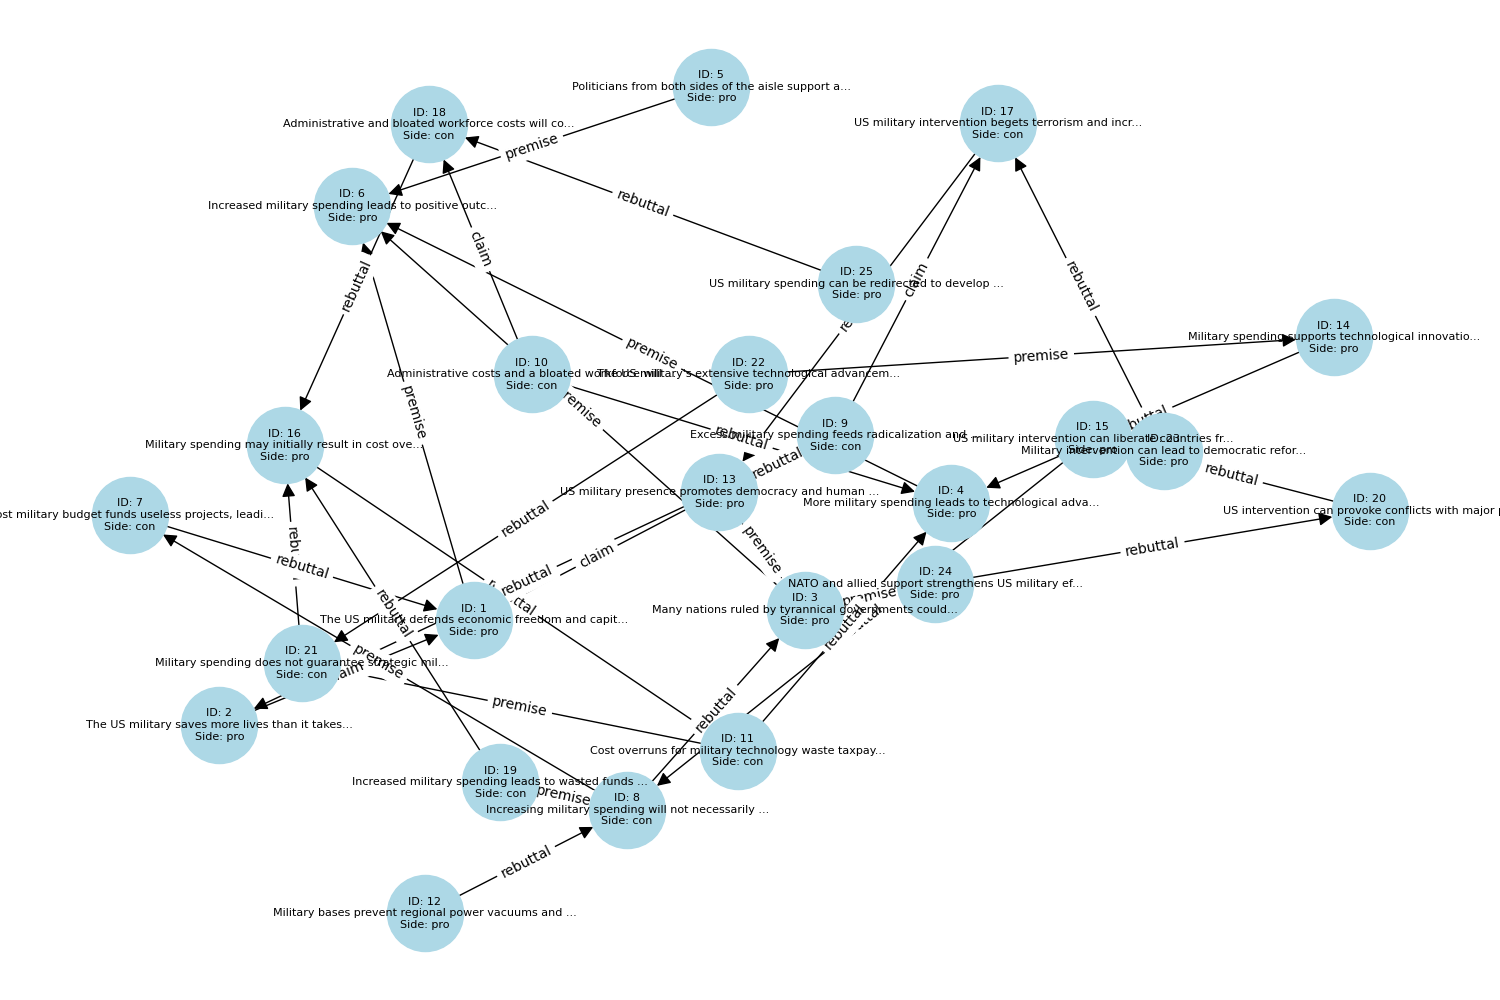 ID: 5
Politicians from both sides of the aisle support a...
Side: pro
ID: 18
Administrative and bloated workforce costs will co...
Side: con
ID: 17
US military intervention begets terrorism and incr...
Side: con
premise
ID: 6
Increased military spending leads to positive outc...
Side: pro
rebuttal
claim
rebuttal
claim
rebuttal
ID: 25
US military spending can be redirected to develop ...
Side: pro
re
ID: 14
Military spending supports technological innovatio...
Side: pro
premise
premise
ID: 10
Administrative costs and a bloated workforce will
Side: con
ID: 22
The US military's extensive technological advancem...
Side: pro
premise
remise
ID: 9
Excess military spending feeds radicalization and
Side: con
rebuttal
rebuttal
buttal
ID: 15
US military intervention can liberate countries fr...
Side: pro
ID: 23
Military intervention can lead to democratic refor...
Side: pro
ID: 16
Military spending may initially result in cost ove...
Side: pro
rebuttal
ID: 13
US military presence promotes democracy and human ...
Side: pro
ID: 4
More military spending leads to technological adva...
Side: pro
ID: 20
US intervention can provoke conflicts with major p
Side: con
ID: 7
ost military budget funds useless projects, leadi...
Side: con
rebuttal
rebu
rebuttal
claim
premise
rebuttal
rebuttal
ID: 24
NATO and allied support strengthens US military ef...
Side: pro
premise
ID: 3
Many nations ruled by tyrannical governments could...
Side: pro
rebuttal
uttal
ID: 1
The US military defends economic freedom and capit...
Side: pro
ttal
rebuttal
ID: 21
Military spending does not guarantee strategic mil...
Side: con
premise
aim
ID: 2
The US military saves more lives than it takes...
Side: pro
premise
rebuttal
ID: 11
Cost overruns for military technology waste taxpay...
Side: con
ID: 19
Increased military spending leads to wasted funds ...
Side: con
premise
ID: 8
Increasing military spending will not necessarily ...
Side: con
rebuttal
ID: 12
Military bases prevent regional power vacuums and ...
Side: pro